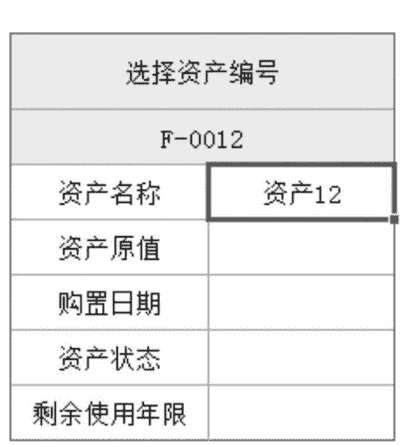 选择资产编号
F-0012
资产名称 资产12
资产原值
购置日期
资产状态
剩余使用年限